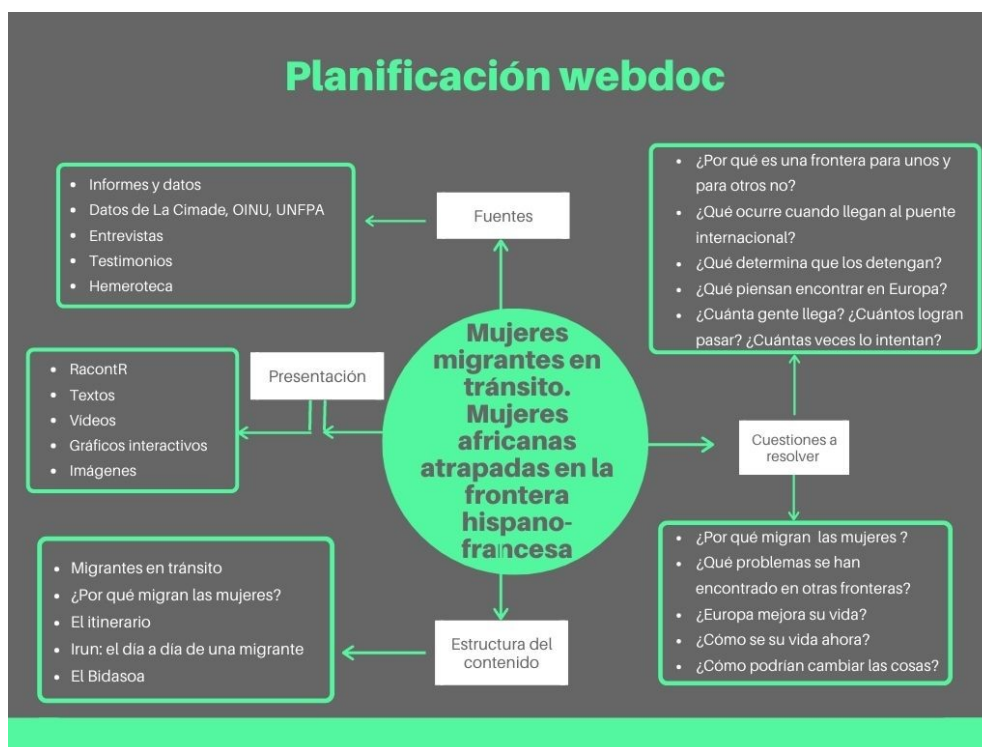 Planificación webdoc
Informes y datos
Datos de La Cimade, OINU, UNFPA
Entrevistas
Testimonios
Hemeroteca
Fuentes
¿Por qué es una frontera para unos y
para otros no?
¿Qué ocurre cuando llegan al puente
internacional?
¿Qué determina que los detengan?
¿Qué piensan encontrar en Europa?
¿Cuánta gente llega? ¿Cuántos logran
pasar? ¿Cuántas veces lo intentan?
RacontR
Textos
Vídeos
Gráficos interactivos
Imágenes
Presentación
Mujeres
migrantes en
tránsito.
Mujeres
africanas
atrapadas en la
frontera
hispano-
francesa
Cuestiones a
resolver
Migrantes en tránsito
¿Por qué migran las mujeres?
El itinerario
Irun: el día a día de una migrante
El Bidasoa
Estructura del
contenido
¿Por qué migran las mujeres ?
¿Qué problemas se han
encontrado en otras fronteras?
¿Europa mejora su vida?
¿Cómo se su vida ahora?
¿Cómo podrían cambiar las cosas?